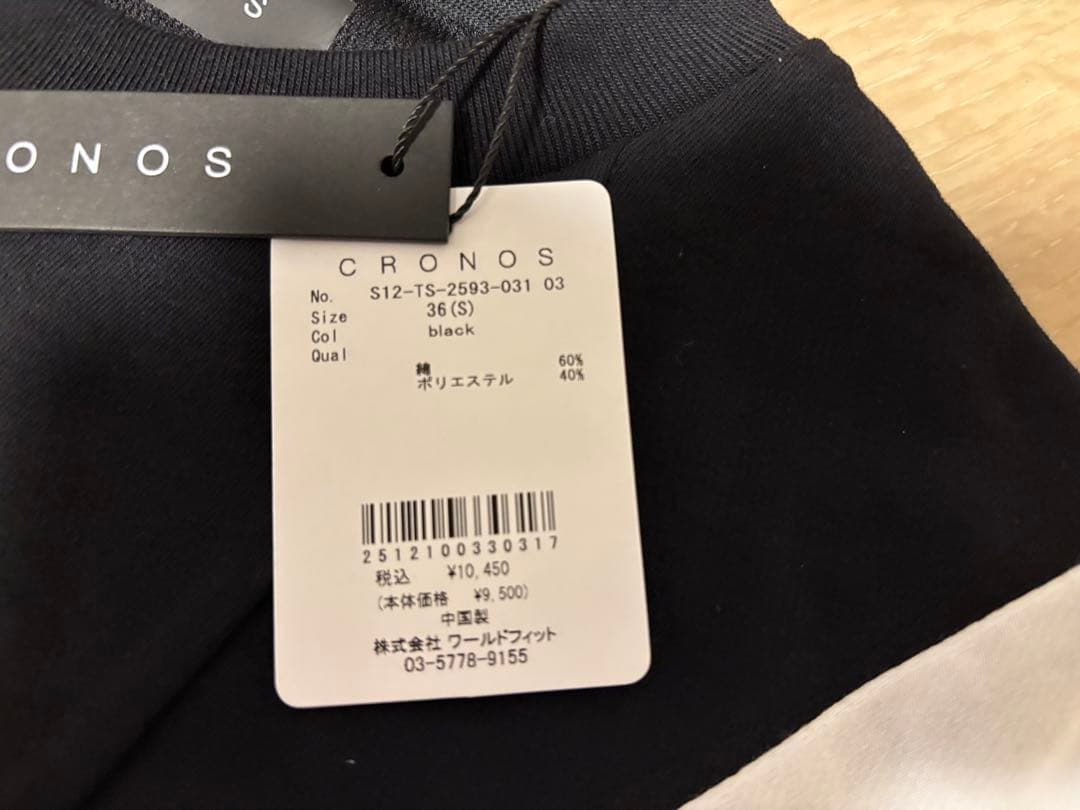 ONOS
CRONOS
No. S12-TS-2593-031 03
Size 36(S)
Col black
Qual
綿 60%
ポリエステル 40%
2512100330317
税込 ¥10,450
(本体価格 ¥9,500)
中国製
株式会社 ワールドフィット
03-5778-9155